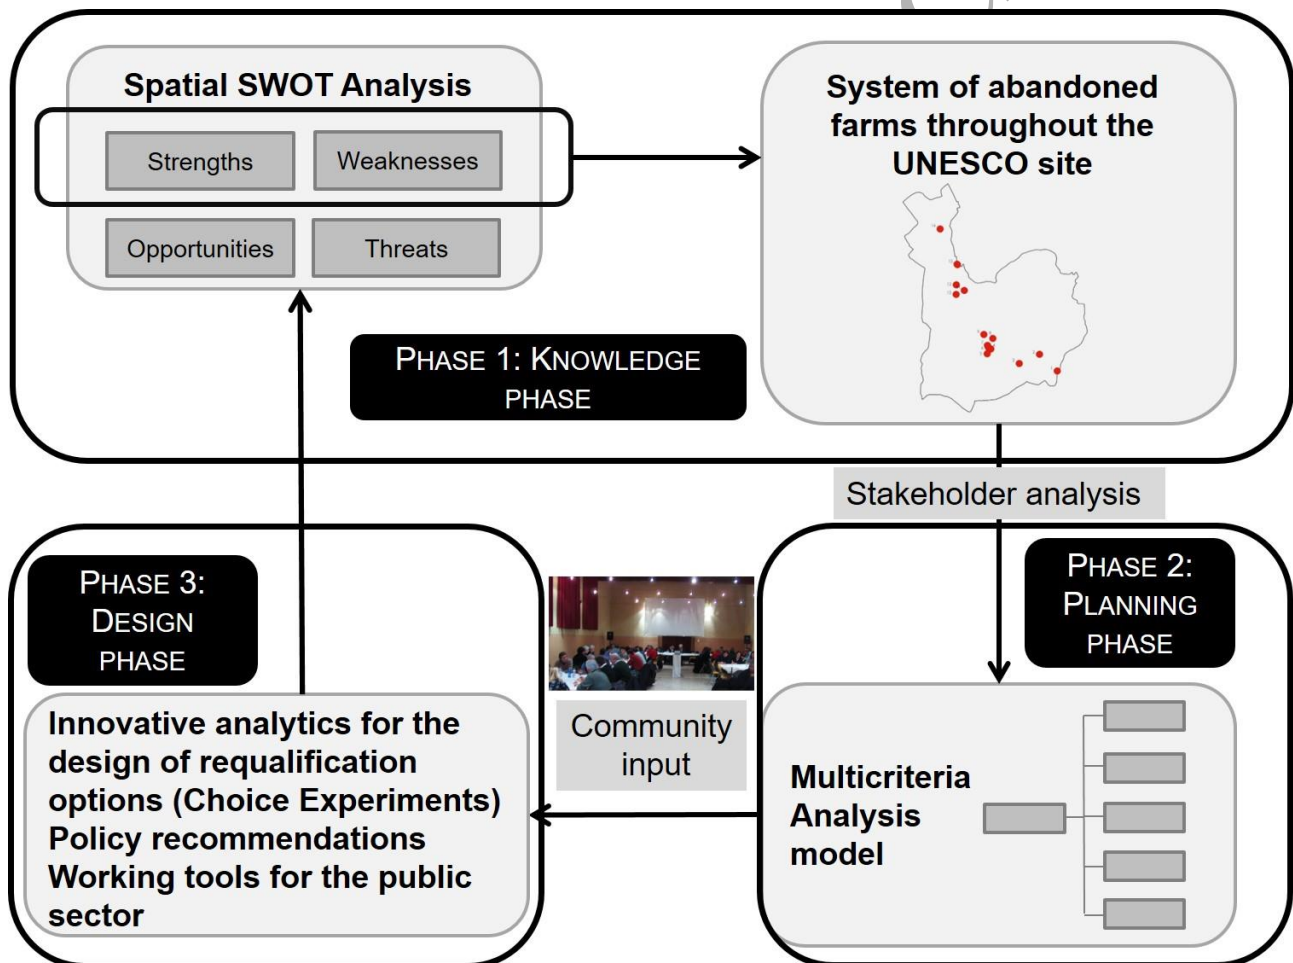 Spatial SWOT Analysis
Strengths
Weaknesses
Opportunities
Threats
System of abandoned
farms throughout the
UNESCO site
PHASE 1: KNOWLEDGE
PHASE
Stakeholder analysis
PHASE 2:
PLANNING
PHASE
Multicriteria
Analysis
model
Community
input
PHASE 3:
DESIGN
PHASE
Innovative analytics for the
design of requalification
options (Choice Experiments)
Policy recommendations
Working tools for the public
sector